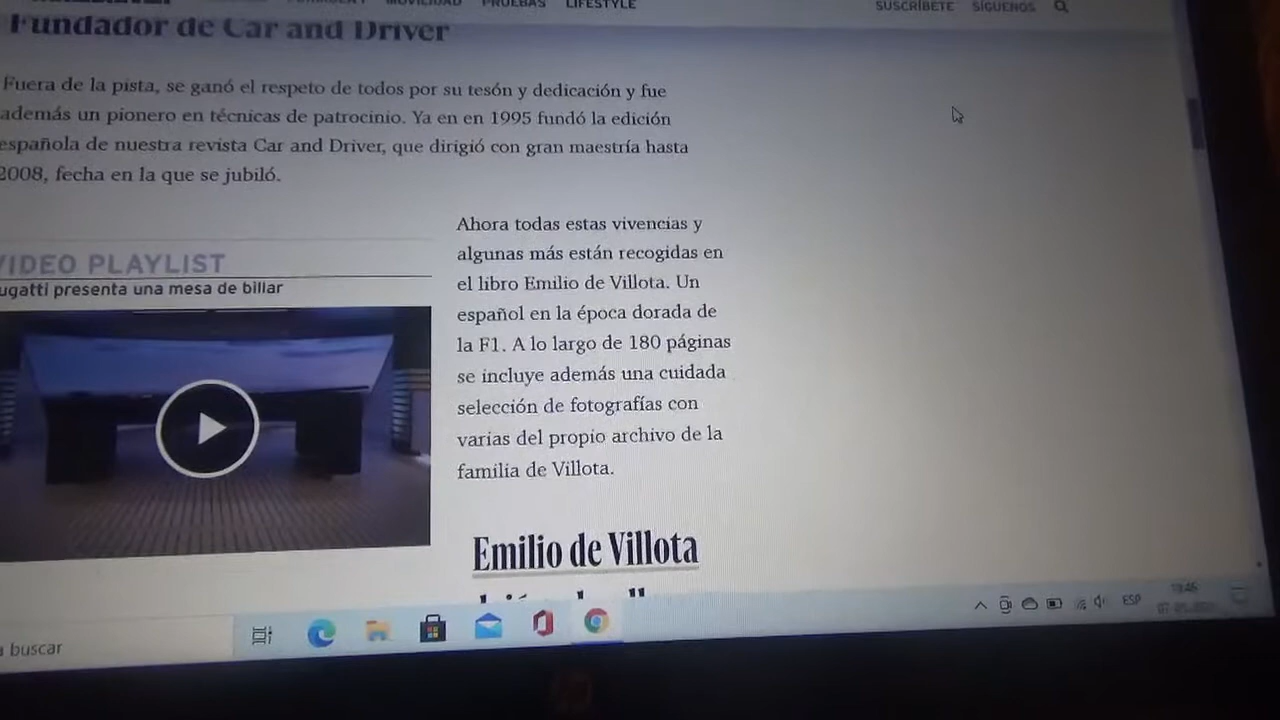 PRUEBAS LIFESTYLE
SUSCRÍBETE SÍGUENOS
Fundador de Car and Driver
Fuera de la pista, se ganó el respeto de todos por su tesón y dedicación y fue
además un pionero en técnicas de patrocinio. Ya en en 1995 fundó la edición
española de nuestra revista Car and Driver, que dirigió con gran maestría hasta
2008, fecha en la que se jubiló.
VIDEO PLAYLIST
ugatti presenta una mesa de billar
Ahora todas estas vivencias y
algunas más están recogidas en
el libro Emilio de Villota. Un
español en la época dorada de
la F1. A lo largo de 180 páginas
se incluye además una cuidada
selección de fotografías con
varias del propio archivo de la
familia de Villota.
Emilio de Villota
a buscar
ESP